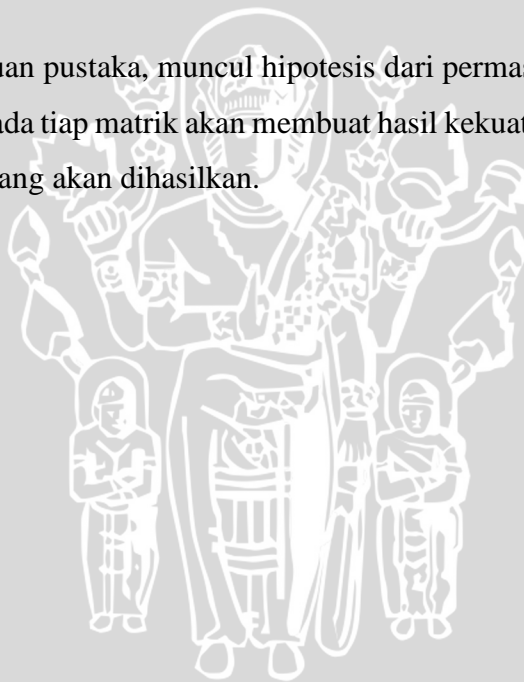 uan pustaka, muncul hipotesis dari permas
ada tiap matrik akan membuat hasil kekuat
ang akan dihasilkan.